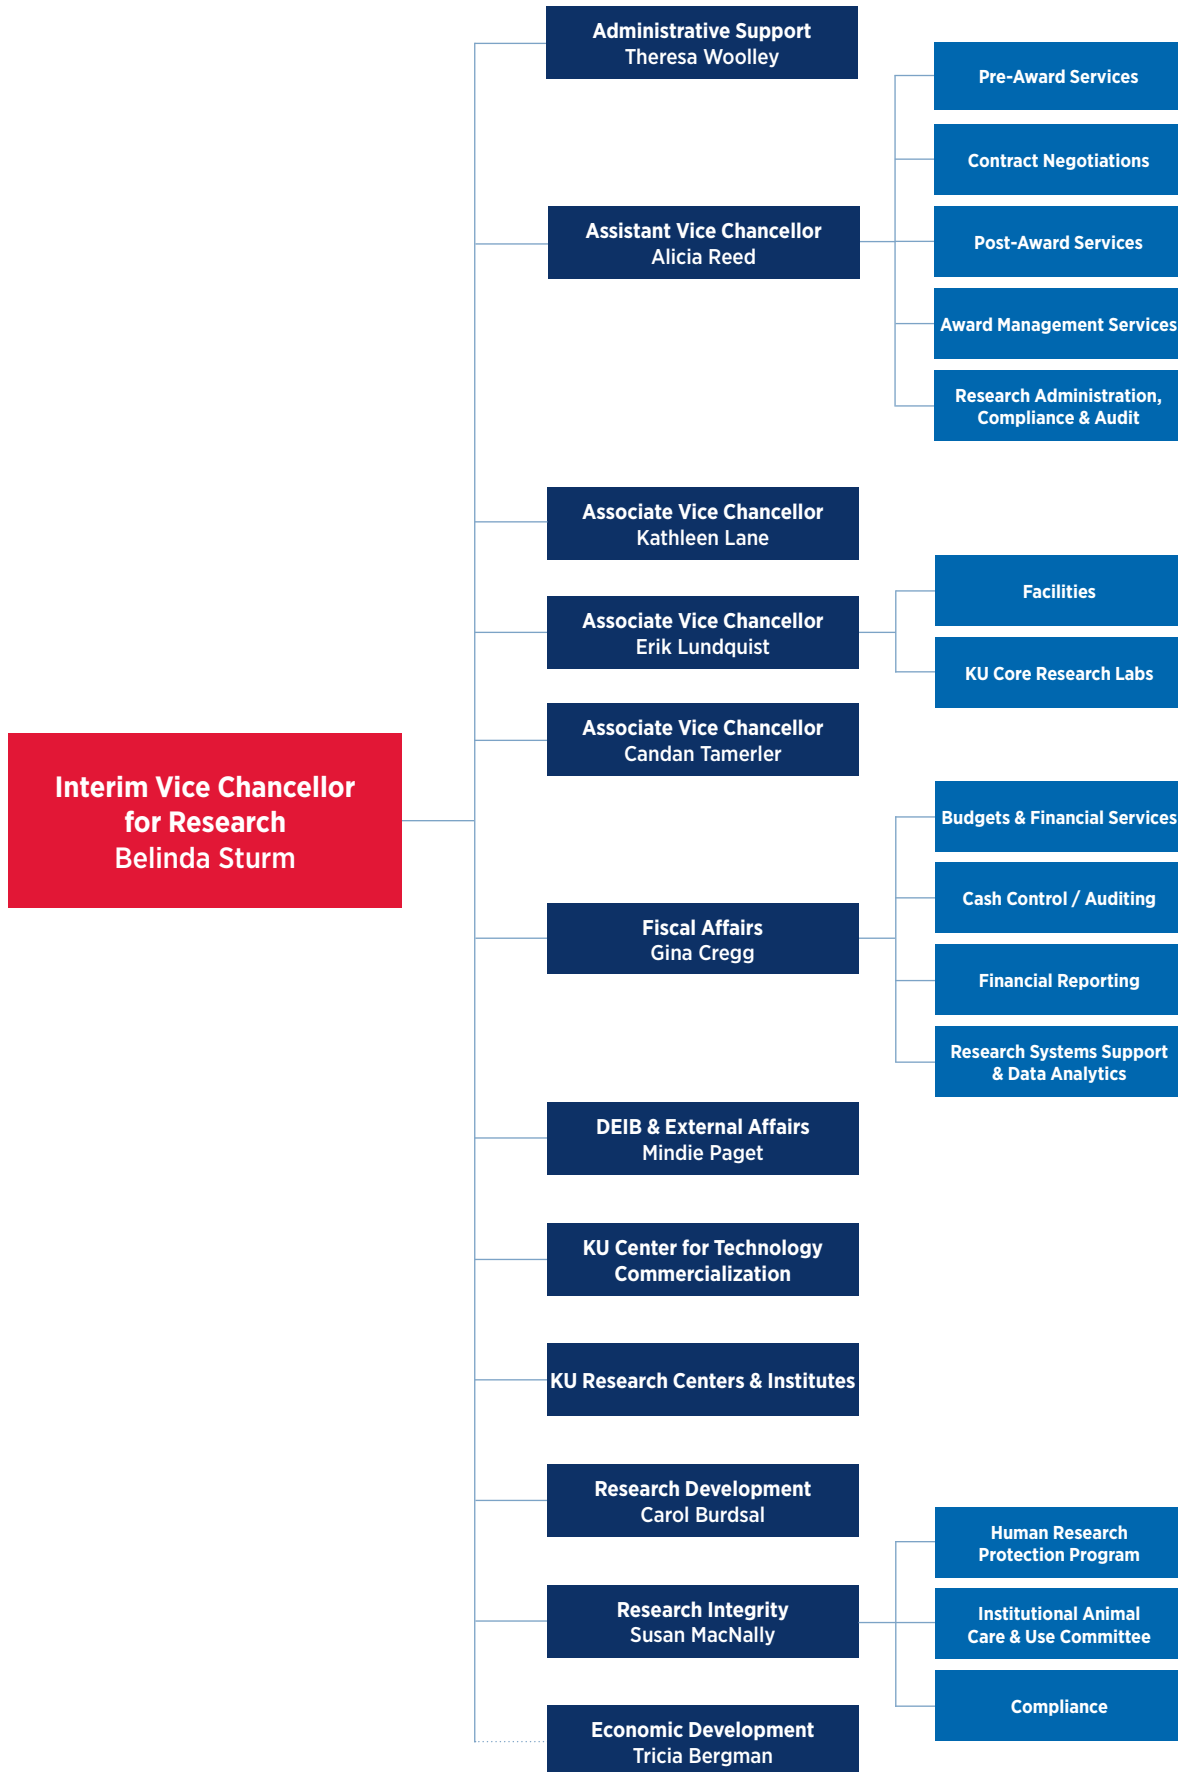 Administrative Support
Theresa Woolley
Pre-Award Services
Contract Negotiations
Assistant Vice Chancellor
Alicia Reed
Post-Award Services
Award Management Services
Research Administration,
Compliance & Audit
Associate Vice Chancellor
Kathleen Lane
Associate Vice Chancellor
Erik Lundquist
Facilities
KU Core Research Labs
Associate Vice Chancellor
Candan Tamerler
Interim Vice Chancellor
for Research
Belinda Sturm
Budgets & Financial Services
Cash Control / Auditing
Fiscal Affairs
Gina Cregg
Financial Reporting
Research Systems Support
& Data Analytics
DEIB & External Affairs
Mindie Paget
KU Center for Technology
Commercialization
KU Research Centers & Institutes
Research Development
Carol Burdsal
Human Research
Protection Program
Research Integrity
Susan MacNally
Institutional Animal
Care & Use Committee
Compliance
Economic Development
Tricia Bergman